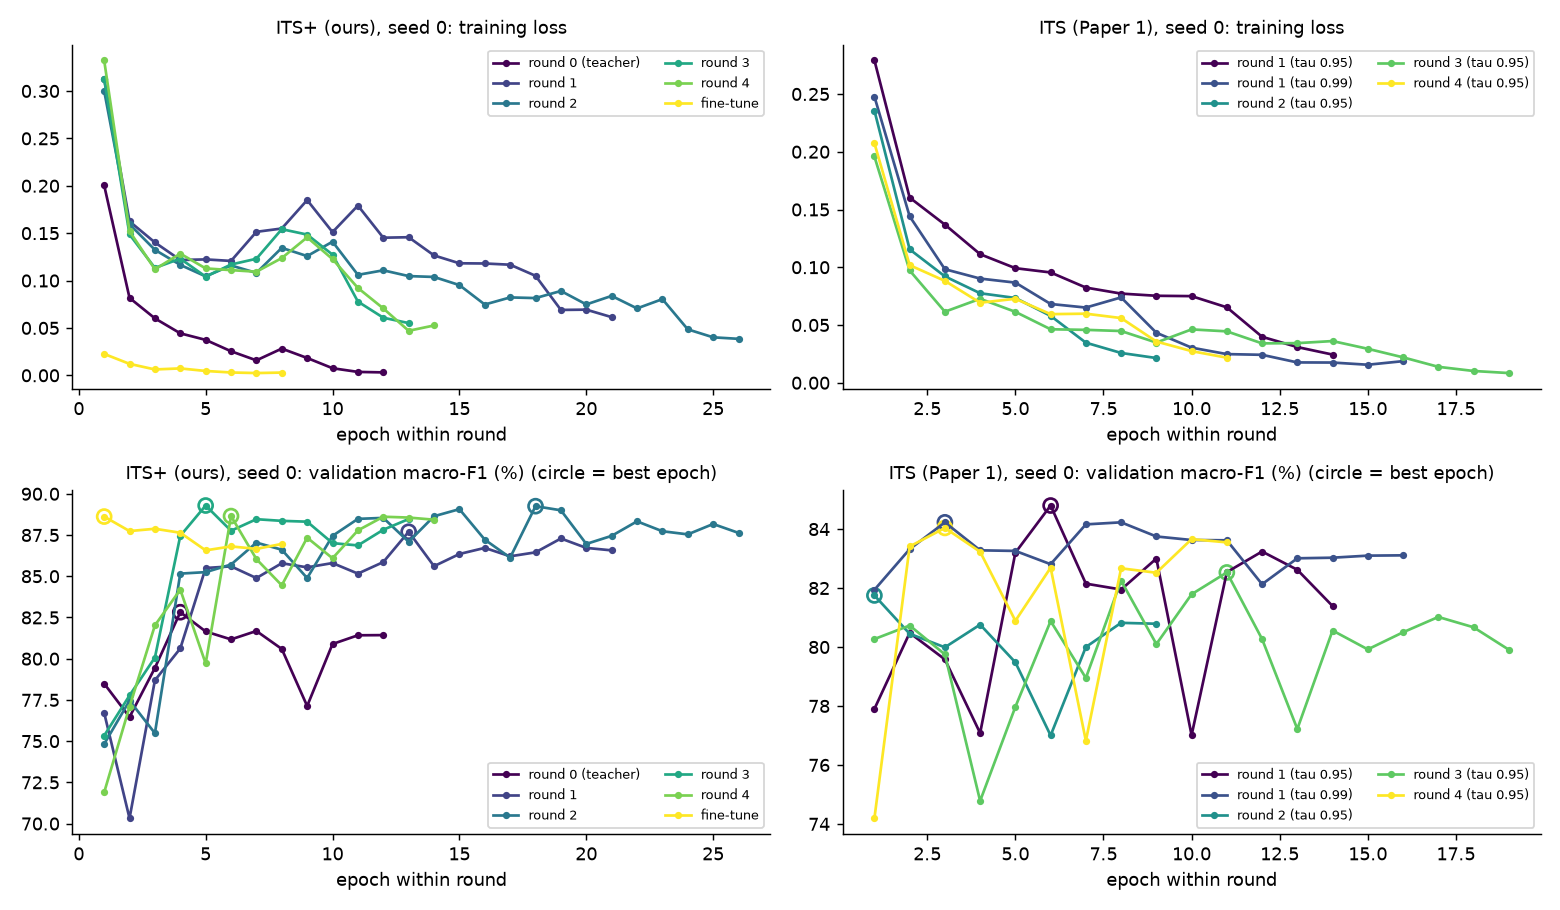 ITS+ (ours), seed 0: training loss
round 0 (teacher)
round 1
round 2
round 3
round 4
fine-tune
0.30
0.25
0.20
0.15
0.10
0.05
0.00
0 5 10 15 20 25
epoch within round
ITS (Paper 1), seed 0: training loss
round 1 (tau 0.95)
round 1 (tau 0.99)
round 2 (tau 0.95)
round 3 (tau 0.95)
round 4 (tau 0.95)
0.25
0.20
0.15
0.10
0.05
0.00
2.5 5.0 7.5 10.0 12.5 15.0 17.5
epoch within round
ITS+ (ours), seed 0: validation macro-F1 (%) (circle = best epoch)
90.0
87.5
85.0
82.5
80.0
77.5
75.0
72.5
70.0
round 0 (teacher)
round 1
round 2
round 3
round 4
fine-tune
0 5 10 15 20 25
epoch within round
ITS (Paper 1), seed 0: validation macro-F1 (%) (circle = best epoch)
84
82
80
78
76
74
round 1 (tau 0.95)
round 1 (tau 0.99)
round 2 (tau 0.95)
round 3 (tau 0.95)
round 4 (tau 0.95)
2.5 5.0 7.5 10.0 12.5 15.0 17.5
epoch within round